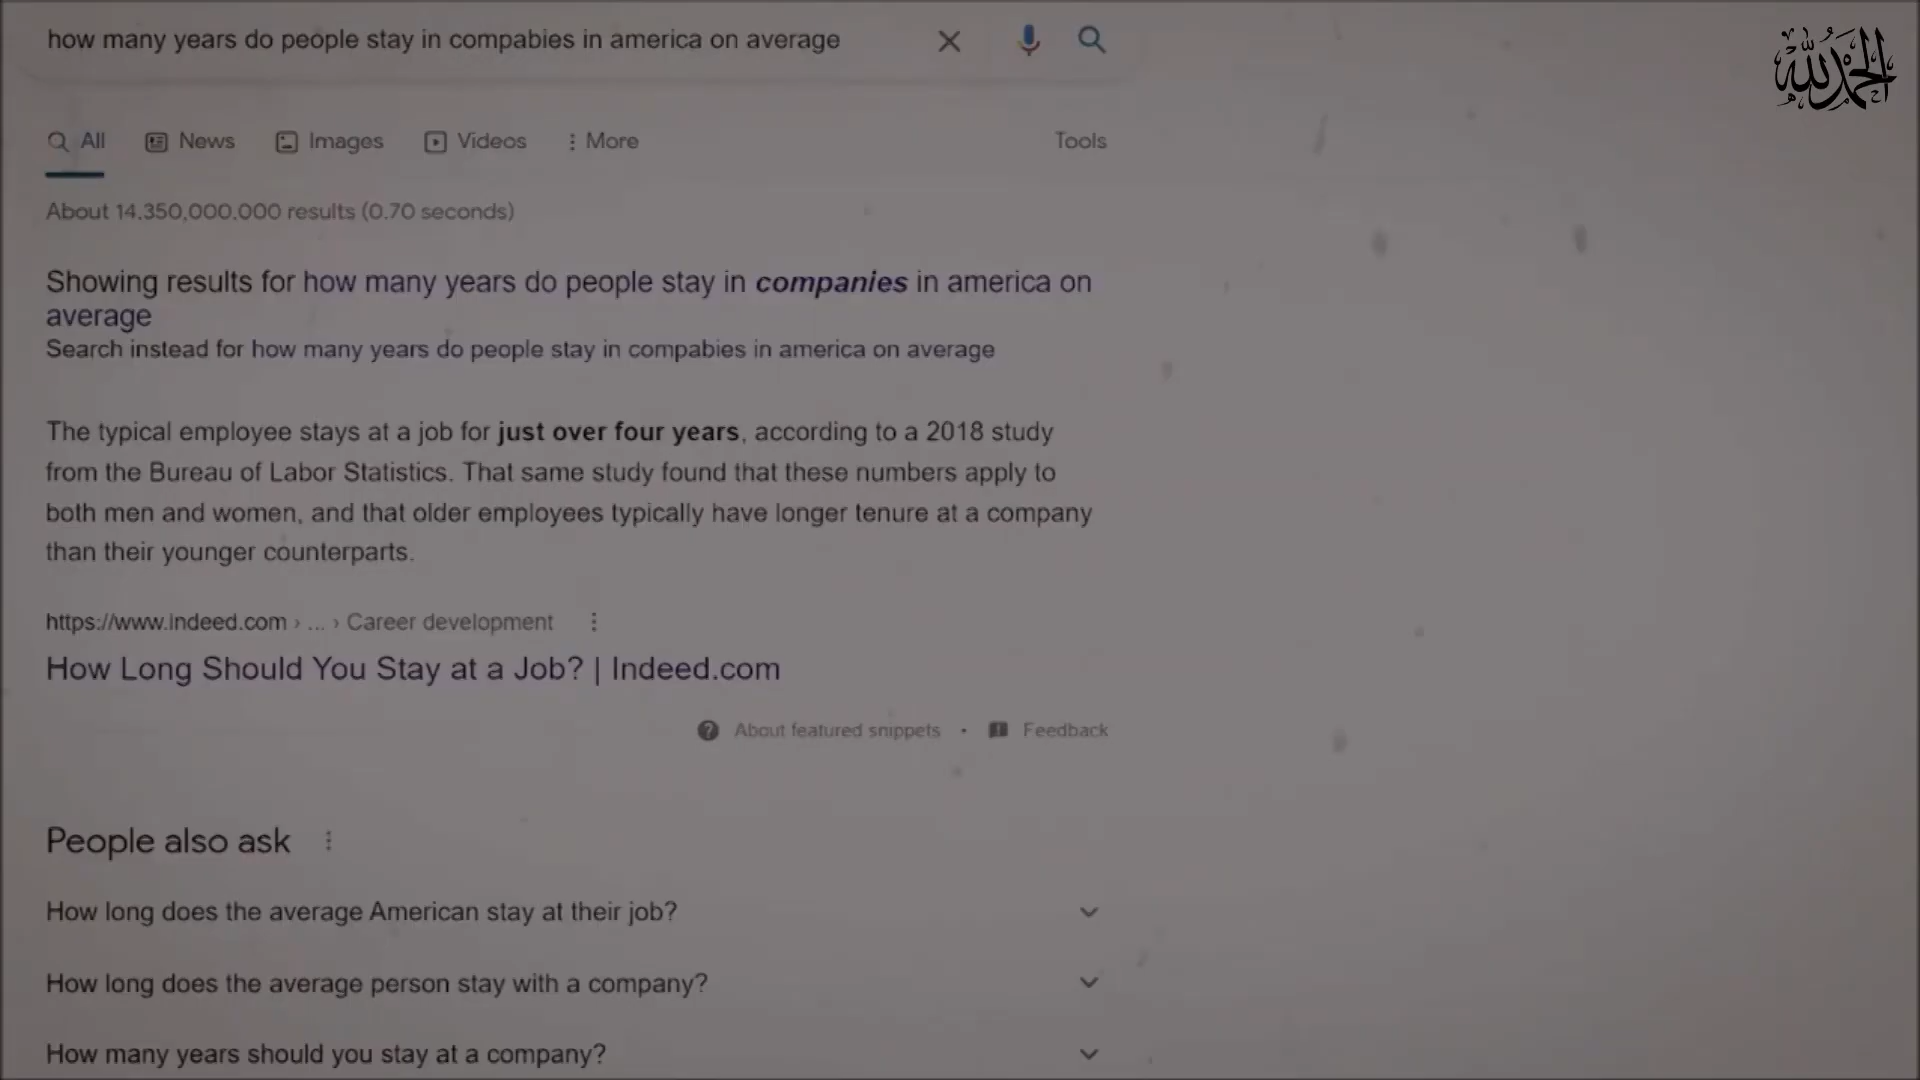 how many years do people stay in compabies in america on average
الحمد لله
All News Images Videos More Tools
About 14.350,000.000 results (0.70 seconds)
Showing results for how many years do people stay in companies in america on
average
Search instead for how many years do people stay in compabies in america on average
The typical employee stays at a job for just over four years, according to a 2018 study
from the Bureau of Labor Statistics. That same study found that these numbers apply to
both men and women, and that older employees typically have longer tenure at a company
than their younger counterparts.
https://www.indeed.com › ... › Career development
How Long Should You Stay at a Job? | Indeed.com
About featured snippets · Feedback
People also ask
How long does the average American stay at their job?
How long does the average person stay with a company?
How many years should you stay at a company?